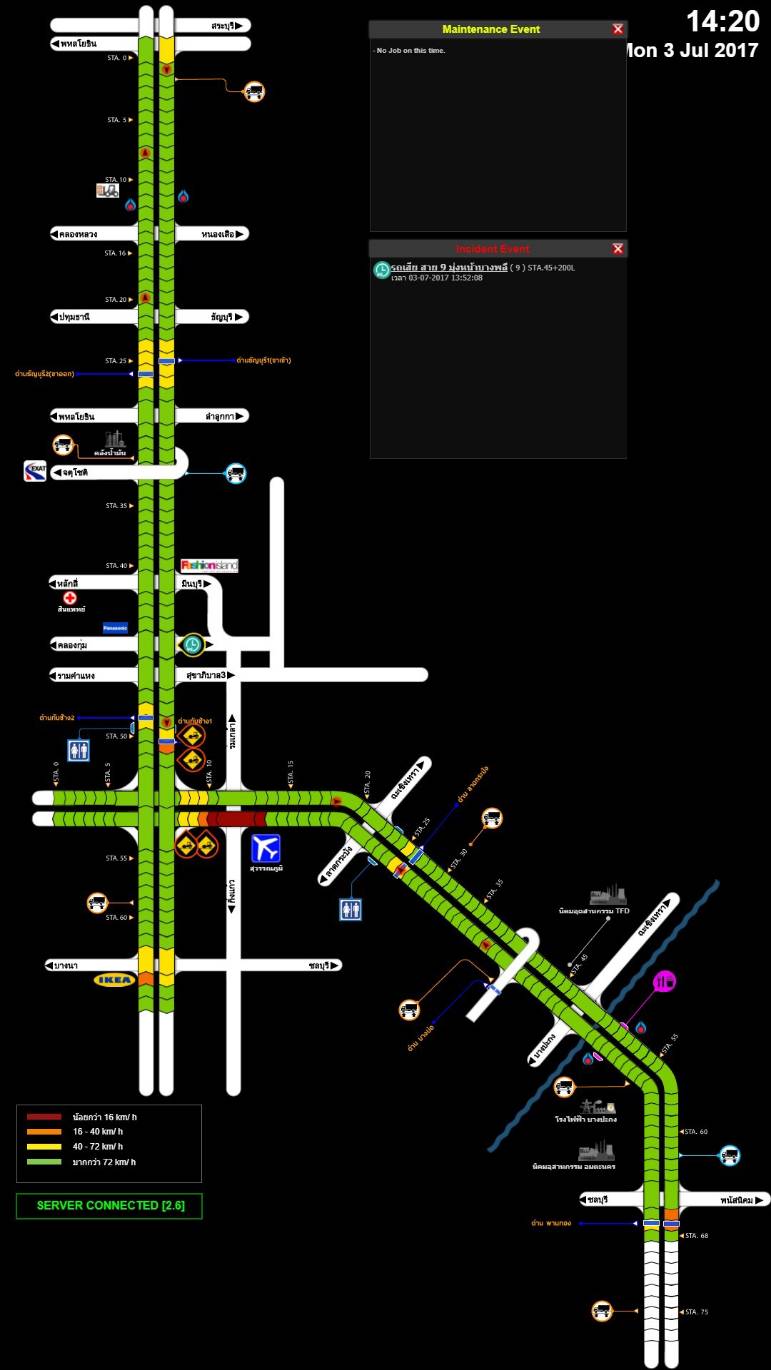 14:20
Mon 3 Jul 2017
สระบุรี
Maintenance Event
พหลโยธิน
- No Job on this time.
STA. 0
STA. 5
STA. 10
คลองหลวง
หนองเสือ
Incident Event
STA. 16
รถเสีย สาย 9 มุ่งหน้าบางพลี ( 9 ) STA.45+200L
เวลา 03-07-2017 13:52:08
STA. 20
ปทุมธานี
ธัญบุรี
STA. 25
ด่านธัญบุรี1(ขาเข้า)
ด่านธัญบุรี2(ขาออก)
พหลโยธิน
ลำลูกกา
คลังน้ำมัน
EXAT
จตุโชติ
STA. 35
STA. 40
Fashion Island
หลักสี่
มีนบุรี
สินแพทย์
Panasonic
คลองกุ่ม
รามคำแหง
สุขาภิบาล3
ด่านทับช้าง2
ด่านทับช้าง1
ร่มเกล้า
STA. 50
STA. 0
STA. 5
STA. 10
STA. 15
STA. 20
ฉะเชิงเทรา
ด่าน ลาดกระบัง
STA. 25
STA. 55
สุวรรณภูมิ
ลาดกระบัง
STA. 30
กิ่งแก้ว
STA. 35
STA. 60
นิคมอุตสาหกรรม TFD
ฉะเชิงเทรา
บางนา
ชลบุรี
STA. 45
IKEA
ด่าน บางบ่อ
บางปะกง
STA. 55
น้อยกว่า 16 km/ h
16 - 40 km/ h
40 - 72 km/ h
มากกว่า 72 km/ h
โรงไฟฟ้า บางปะกง
STA. 60
นิคมอุตสาหกรรม อมตะนคร
SERVER CONNECTED [2.6]
ชลบุรี
พนัสนิคม
ด่าน พานทอง
STA. 68
STA. 75